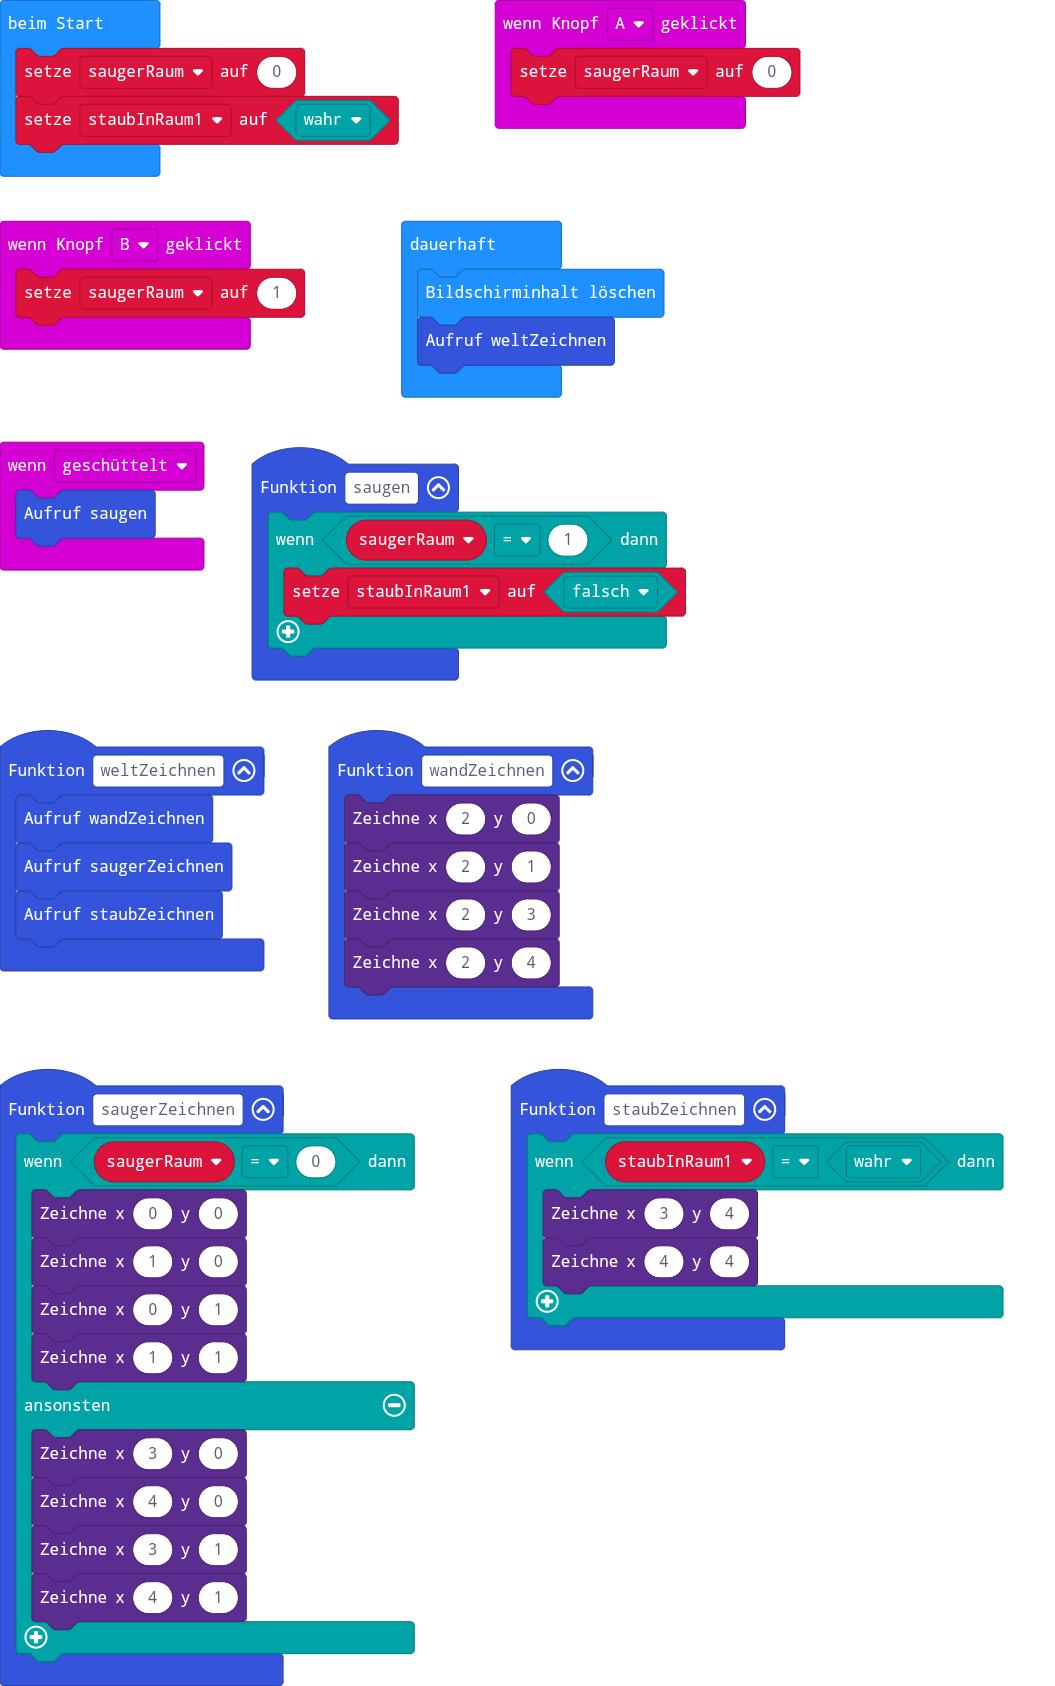 beim Start
setze saugerRaum auf 0
setze staubInRaum1 auf wahr
wenn Knopf A geklickt
setze saugerRaum auf 0
wenn Knopf B geklickt
setze saugerRaum auf 1
dauerhaft
Bildschirminhalt löschen
Aufruf weltZeichnen
wenn geschüttelt
Aufruf saugen
Funktion saugen
wenn saugerRaum = 1 dann
setze staubInRaum1 auf falsch
Funktion weltZeichnen
Aufruf wandZeichnen
Aufruf saugerZeichnen
Aufruf staubZeichnen
Funktion wandZeichnen
Zeichne x 2 y 0
Zeichne x 2 y 1
Zeichne x 2 y 3
Zeichne x 2 y 4
Funktion saugerZeichnen
wenn saugerRaum = 0 dann
Zeichne x 0 y 0
Zeichne x 1 y 0
Zeichne x 0 y 1
Zeichne x 1 y 1
ansonsten
Zeichne x 3 y 0
Zeichne x 4 y 0
Zeichne x 3 y 1
Zeichne x 4 y 1
Funktion staubZeichnen
wenn staubInRaum1 = wahr dann
Zeichne x 3 y 4
Zeichne x 4 y 4